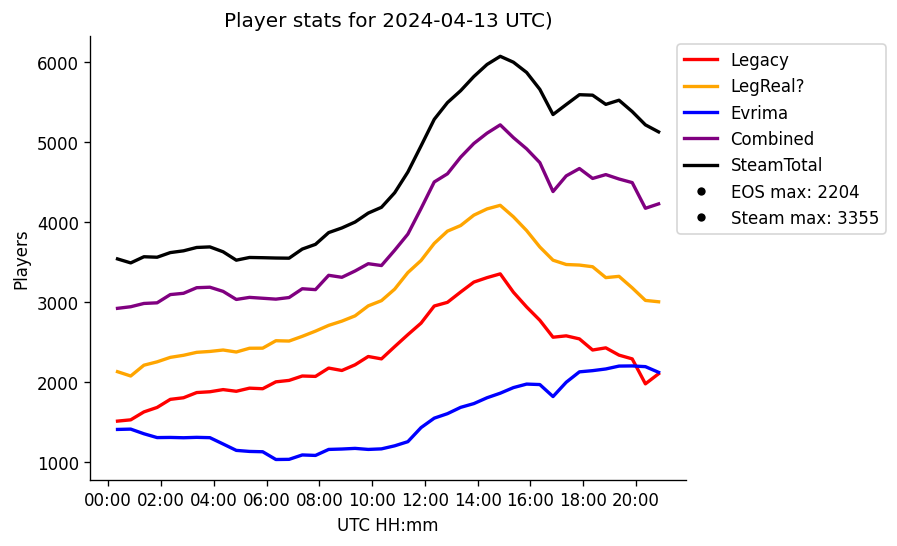 Player stats for 2024-04-13 UTC)
Legacy
LegReal?
Evrima
Combined
SteamTotal
EOS max: 2204
Steam max: 3355
Players
6000
5000
4000
3000
2000
1000
00:00 02:00 04:00 06:00 08:00 10:00 12:00 14:00 16:00 18:00 20:00
UTC HH:mm